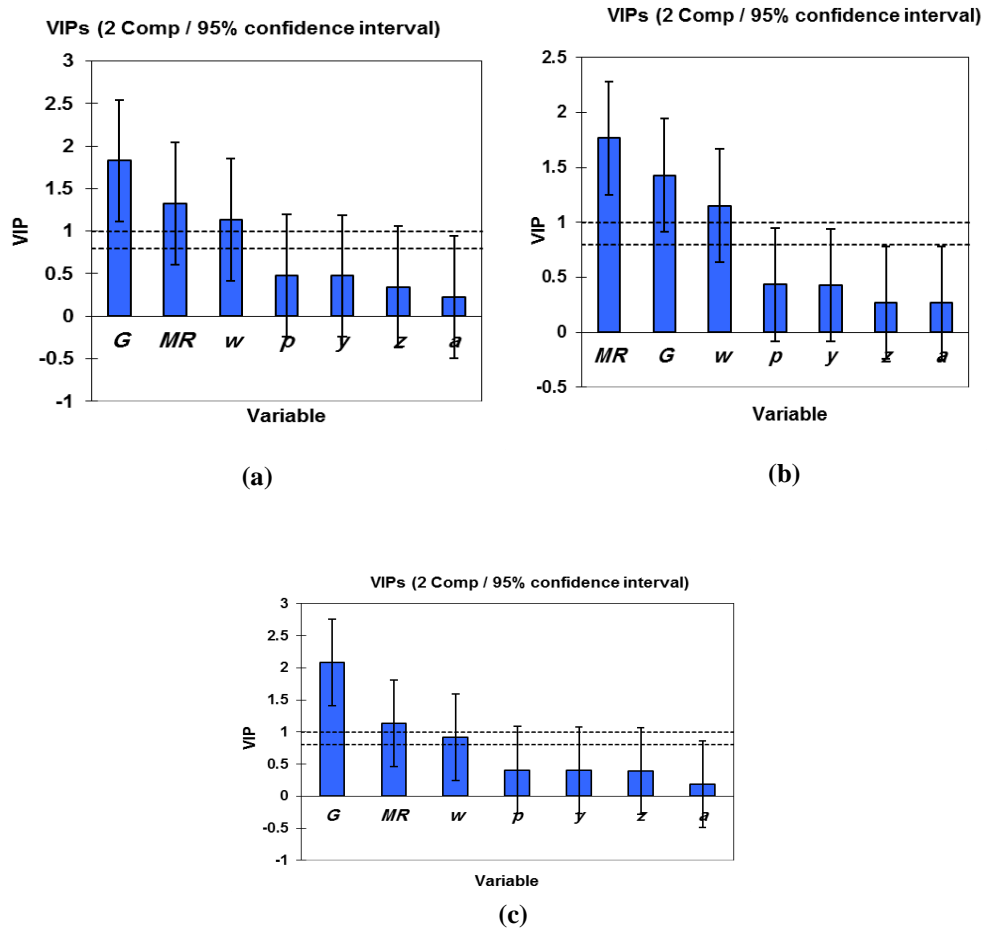 VIPs (2 Comp / 95% confidence interval)
3
2.5
2
1.5
1
0.5
0
-0.5
-1
VIP
G MR w p y z a
Variable
(a)
VIPs (2 Comp / 95% confidence interval)
2.5
2
1.5
1
0.5
0
-0.5
VIP
MR G w p y z a
Variable
(b)
VIPs (2 Comp / 95% confidence interval)
3
2.5
2
1.5
1
0.5
0
-0.5
-1
VIP
G MR w p y z a
Variable
(c)